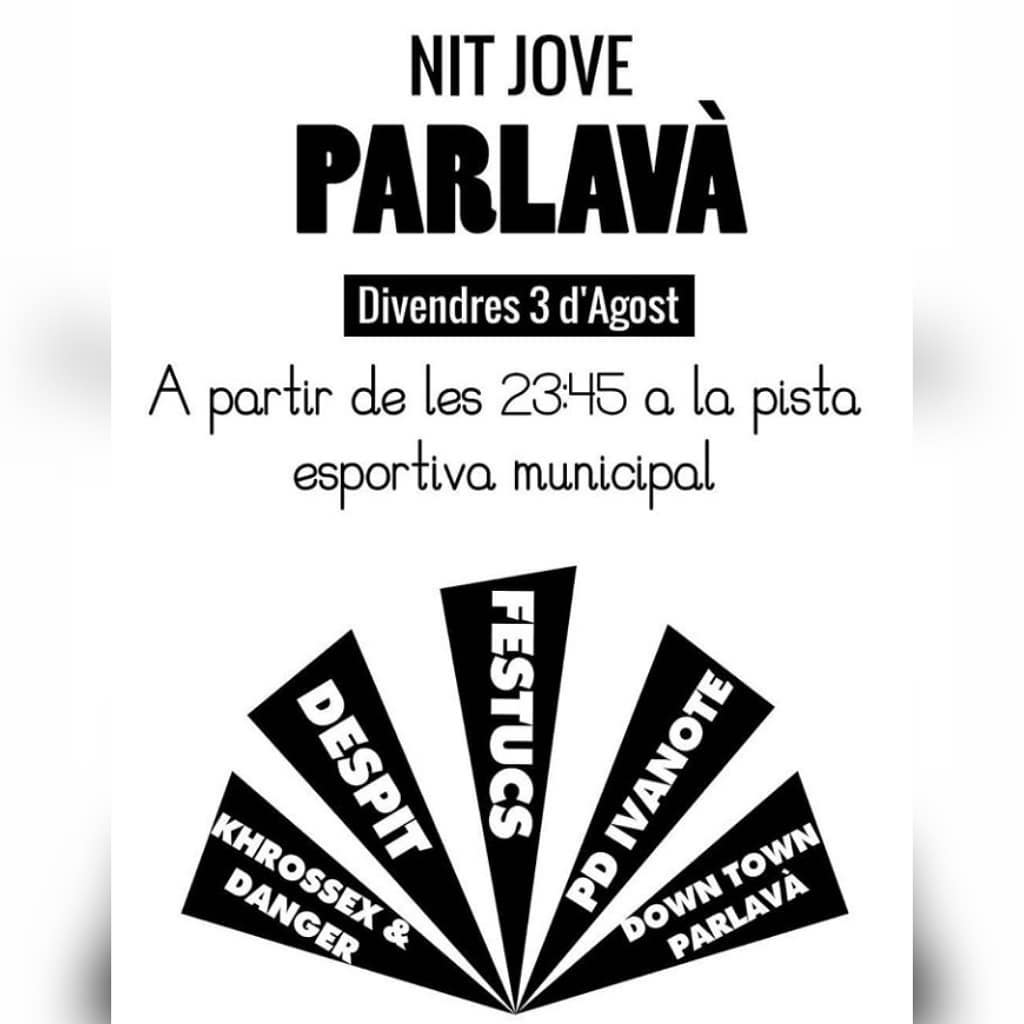 NIT JOVE
PARLAVÀ
Divendres 3 d'Agost
A partir de les 23:45 a la pista
esportiva municipal
KHROSSEX &
DANGER
DESPIT
FESTUCS
PD IVANOTE
DOWN TOWN
PARLAVÀ